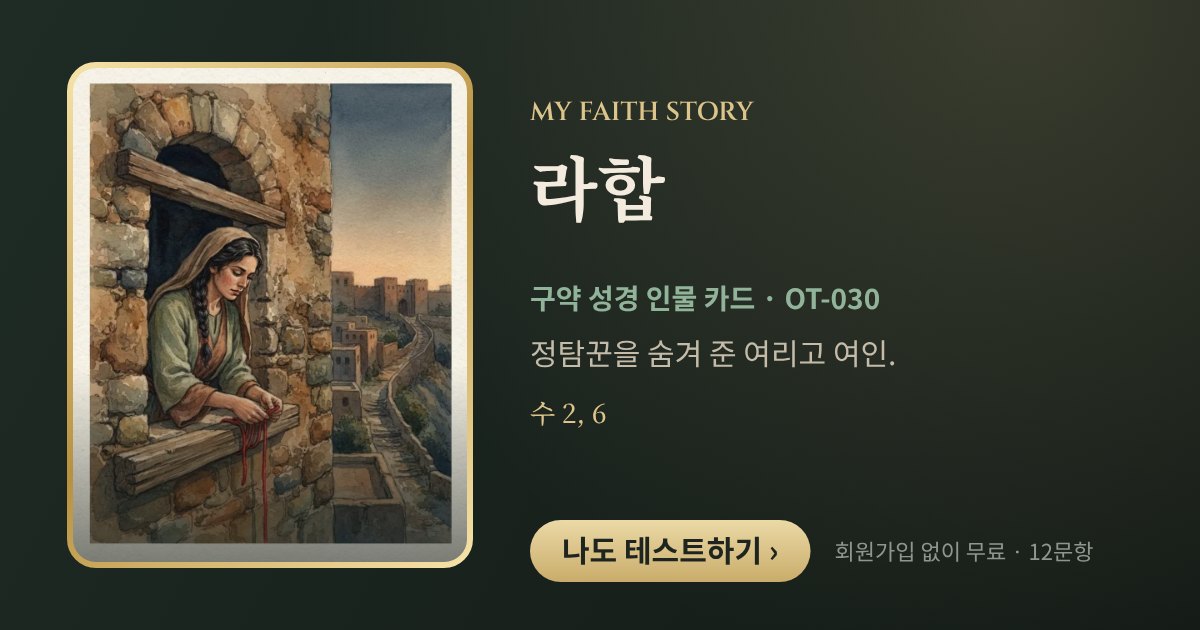 MY FAITH STORY
라합
구약 성경 인물 카드 · OT-030
정탐꾼을 숨겨 준 여리고 여인.
수 2, 6
나도 테스트하기 ›
회원가입 없이 무료 · 12문항